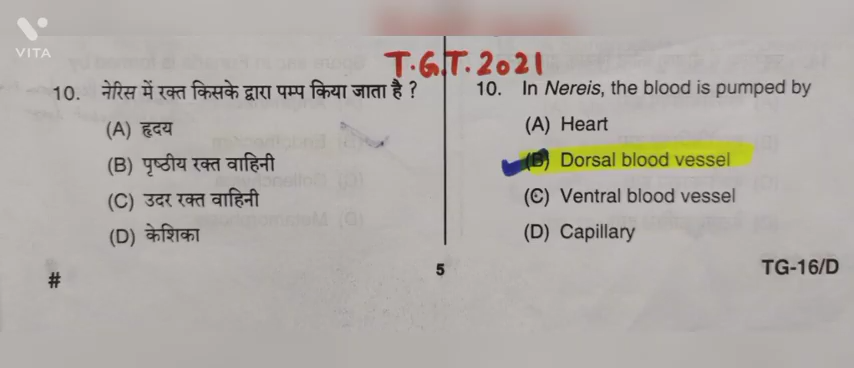 VITA
T.G.T. 2021
10. नेरिस में रक्त किसके द्वारा पम्प किया जाता है ?
(A) हृदय
(B) पृष्ठीय रक्त वाहिनी
(C) उदर रक्त वाहिनी
(D) केशिका
10. In Nereis, the blood is pumped by
(A) Heart
(B) Dorsal blood vessel
(C) Ventral blood vessel
(D) Capillary
#
5
TG-16/D